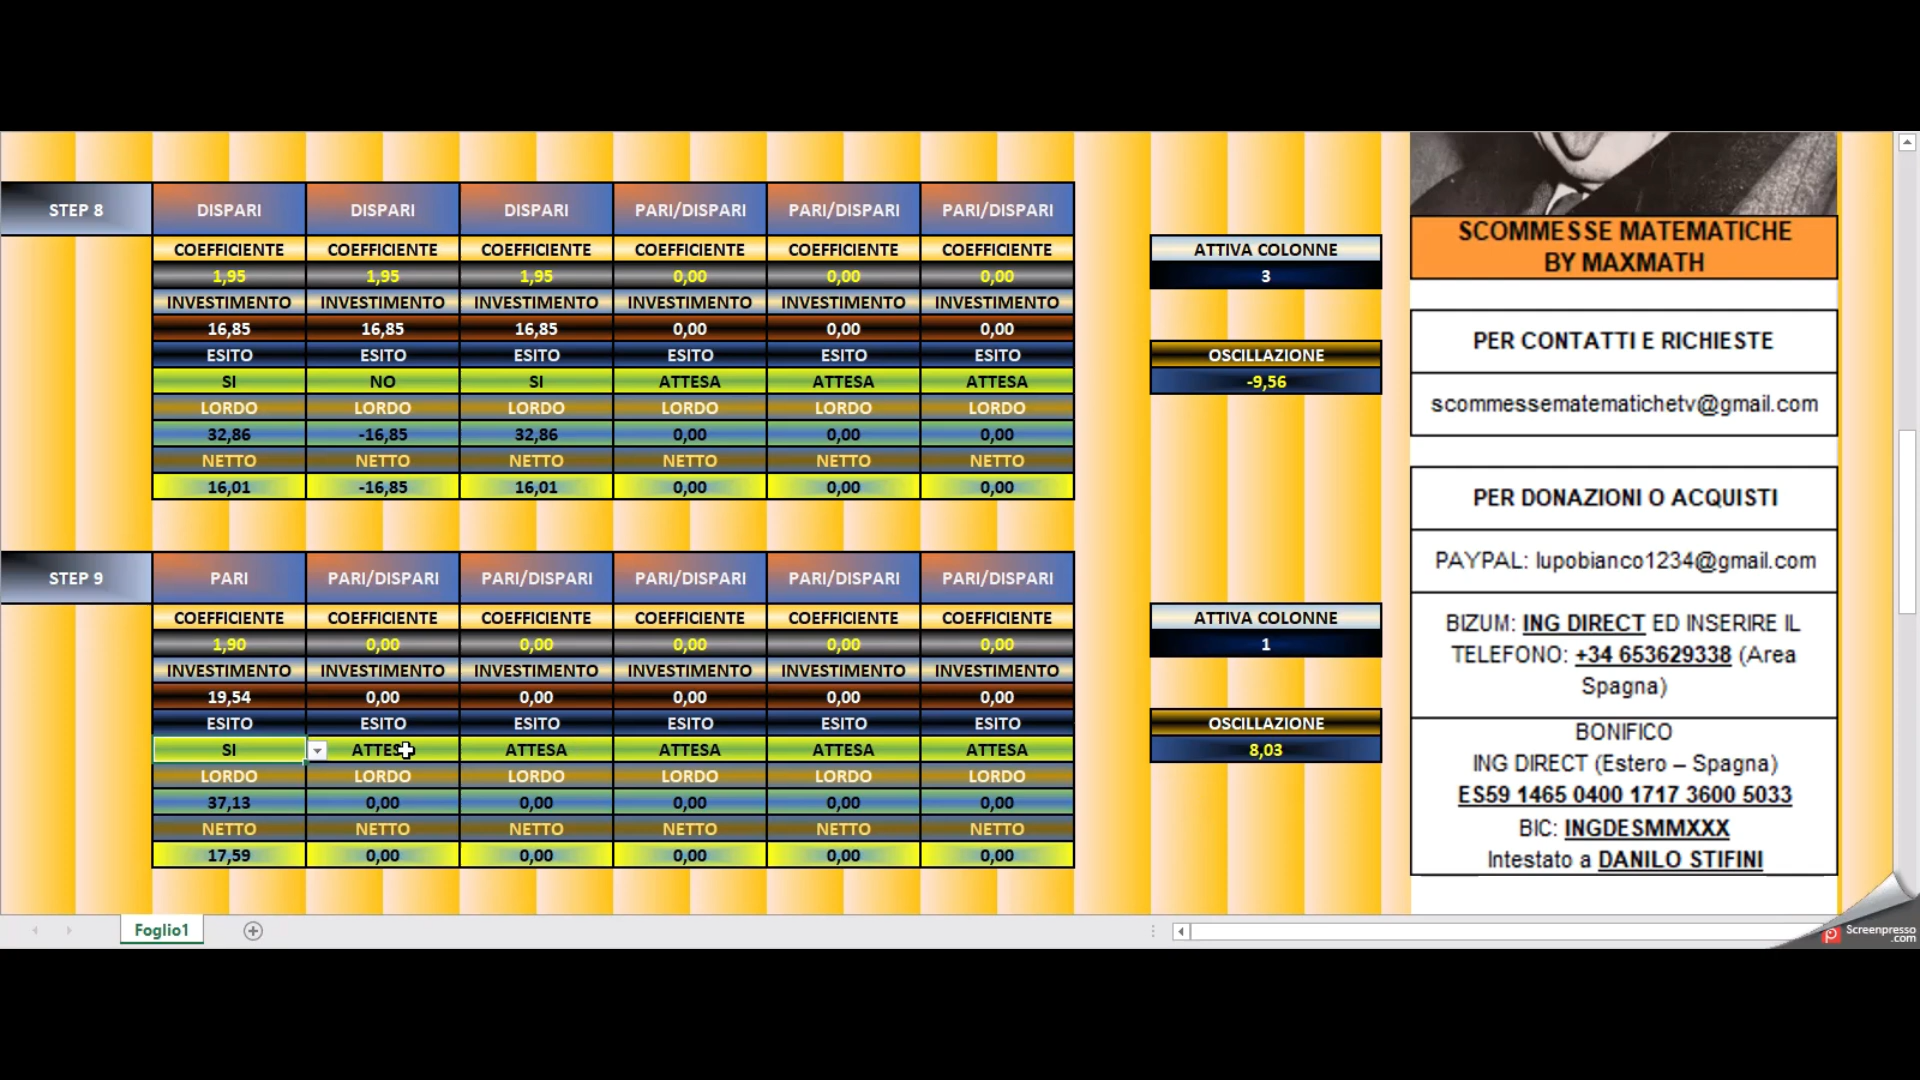 STEP 8 DISPARI DISPARI DISPARI PARI/DISPARI PARI/DISPARI PARI/DISPARI
COEFFICIENTE COEFFICIENTE COEFFICIENTE COEFFICIENTE COEFFICIENTE COEFFICIENTE
1,95 1,95 1,95 0,00 0,00 0,00
INVESTIMENTO INVESTIMENTO INVESTIMENTO INVESTIMENTO INVESTIMENTO INVESTIMENTO
16,85 16,85 16,85 0,00 0,00 0,00
ESITO ESITO ESITO ESITO ESITO ESITO
SI NO SI ATTESA ATTESA ATTESA
LORDO LORDO LORDO LORDO LORDO LORDO
32,86 -16,85 32,86 0,00 0,00 0,00
NETTO NETTO NETTO NETTO NETTO NETTO
16,01 -16,85 16,01 0,00 0,00 0,00
ATTIVA COLONNE
3
OSCILLAZIONE
-9,56
STEP 9 PARI PARI/DISPARI PARI/DISPARI PARI/DISPARI PARI/DISPARI PARI/DISPARI
COEFFICIENTE COEFFICIENTE COEFFICIENTE COEFFICIENTE COEFFICIENTE COEFFICIENTE
1,90 0,00 0,00 0,00 0,00 0,00
INVESTIMENTO INVESTIMENTO INVESTIMENTO INVESTIMENTO INVESTIMENTO INVESTIMENTO
19,54 0,00 0,00 0,00 0,00 0,00
ESITO ESITO ESITO ESITO ESITO ESITO
SI ATTESA ATTESA ATTESA ATTESA ATTESA
LORDO LORDO LORDO LORDO LORDO LORDO
37,13 0,00 0,00 0,00 0,00 0,00
NETTO NETTO NETTO NETTO NETTO NETTO
17,59 0,00 0,00 0,00 0,00 0,00
ATTIVA COLONNE
1
OSCILLAZIONE
8,03
SCOMMESSE MATEMATICHE
BY MAXMATH
PER CONTATTI E RICHIESTE
scommessematematichetv@gmail.com
PER DONAZIONI O ACQUISTI
PAYPAL: lupobianco1234@gmail.com
BIZUM: ING DIRECT ED INSERIRE IL
TELEFONO: +34 653629338 (Area
Spagna)
BONIFICO
ING DIRECT (Estero – Spagna)
ES59 1465 0400 1717 3600 5033
BIC: INGDESMMXXX
Intestato a DANILO STIFINI
Foglio1
Screenpresso
.com